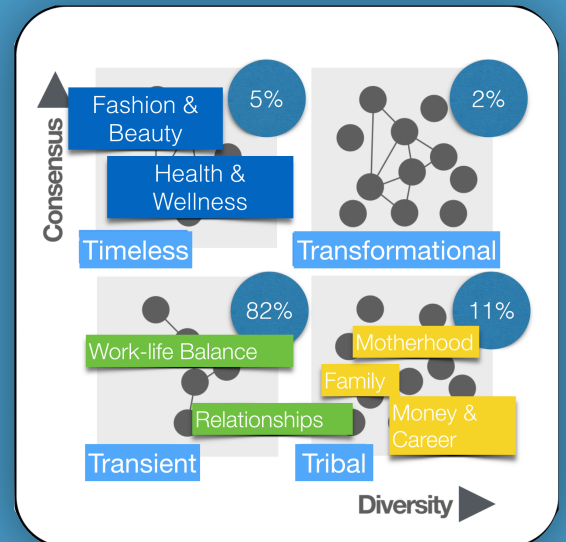 Consensus
Fashion &
Beauty
5%
Health &
Wellness
Timeless
2%
Transformational
82%
Work-life Balance
Relationships
Transient
11%
Motherhood
Family
Money &
Career
Tribal
Diversity